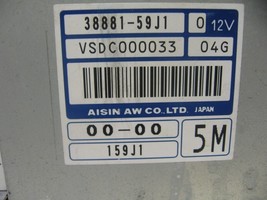 38881-59J1 0 12V
VSDC000033 04G
AISIN AW CO.,LTD. JAPAN
00-00 5M
159J1